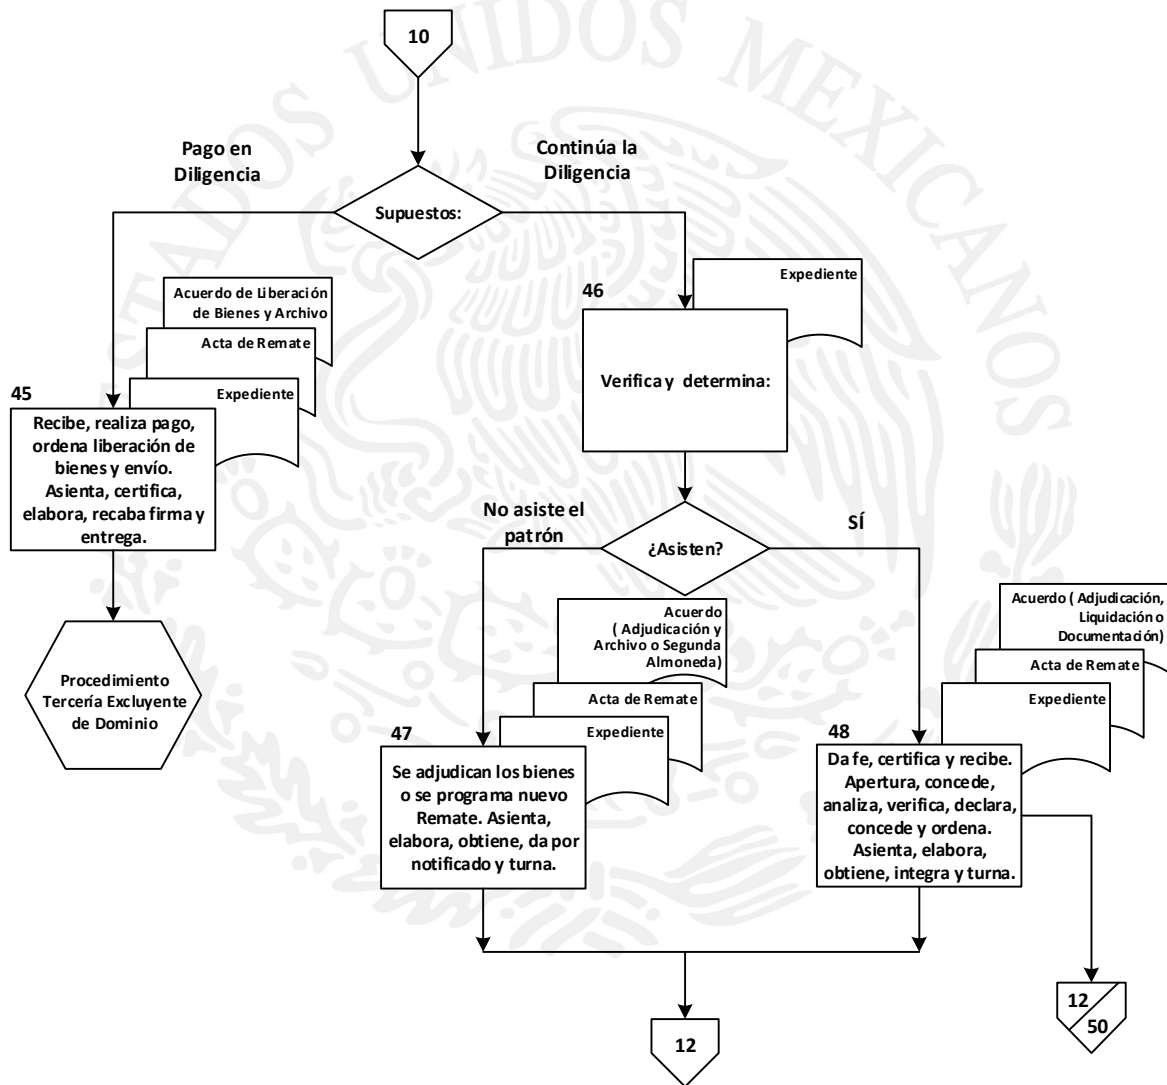 ESTADOS UNIDOS MEXICANOS
10
Pago en
Diligencia
Continúa la
Diligencia
Supuestos:
Acuerdo de Liberación
de Bienes y Archivo
Acta de Remate
Expediente
45
Recibe, realiza pago,
ordena liberación de
bienes y envío.
Asienta, certifica,
elabora, recaba firma y
entrega.
Procedimiento
Tercería Excluyente
de Dominio
46
Expediente
Verifica y determina:
No asiste el
patrón
SÍ
¿Asisten?
Acuerdo
( Adjudicación y
Archivo o Segunda
Almoneda)
Acta de Remate
Expediente
47
Se adjudican los bienes
o se programa nuevo
Remate. Asienta,
elabora, obtiene, da por
notificado y turna.
Acuerdo ( Adjudicación,
Liquidación o
Documentación)
Acta de Remate
Expediente
48
Da fe, certifica y recibe.
Apertura, concede,
analiza, verifica, declara,
concede y ordena.
Asienta, elabora,
obtiene, integra y turna.
12
12
50